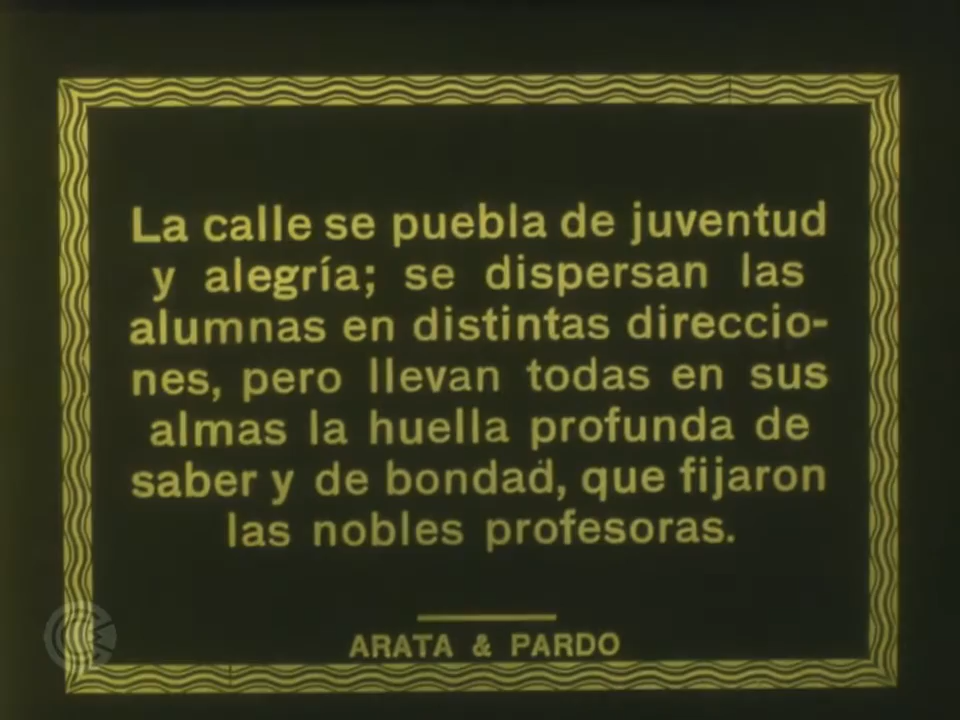 La calle se puebla de juventud
y alegría; se dispersan las
alumnas en distintas direccio-
nes, pero llevan todas en sus
almas la huella profunda de
saber y de bondad, que fijaron
las nobles profesoras.
ARATA & PARDO